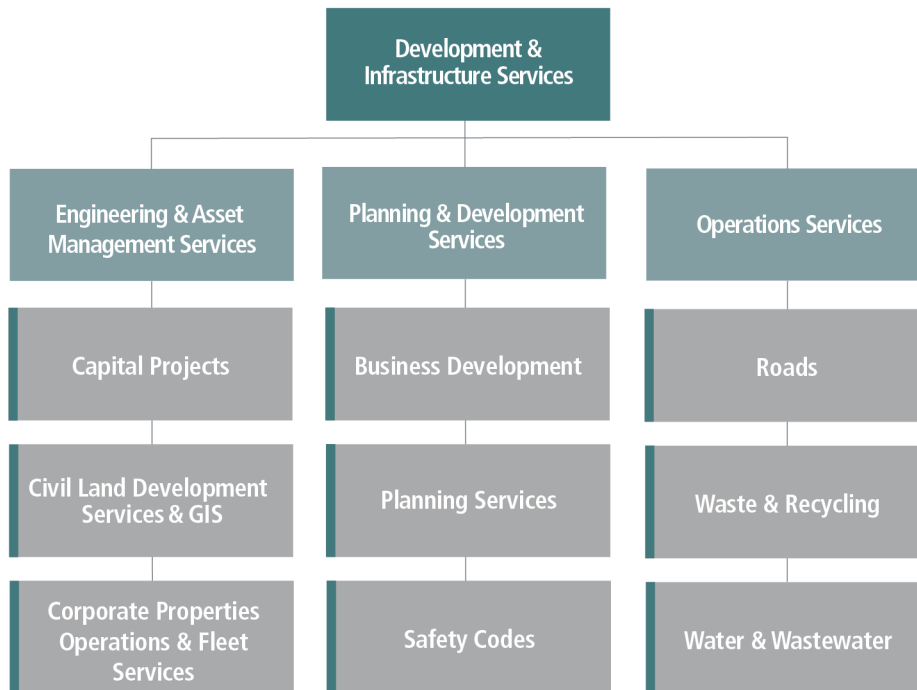 Development &
Infrastructure Services
Engineering & Asset
Management Services
Planning & Development
Services
Operations Services
Capital Projects
Business Development
Roads
Civil Land Development
Services & GIS
Planning Services
Waste & Recycling
Corporate Properties
Operations & Fleet
Services
Safety Codes
Water & Wastewater